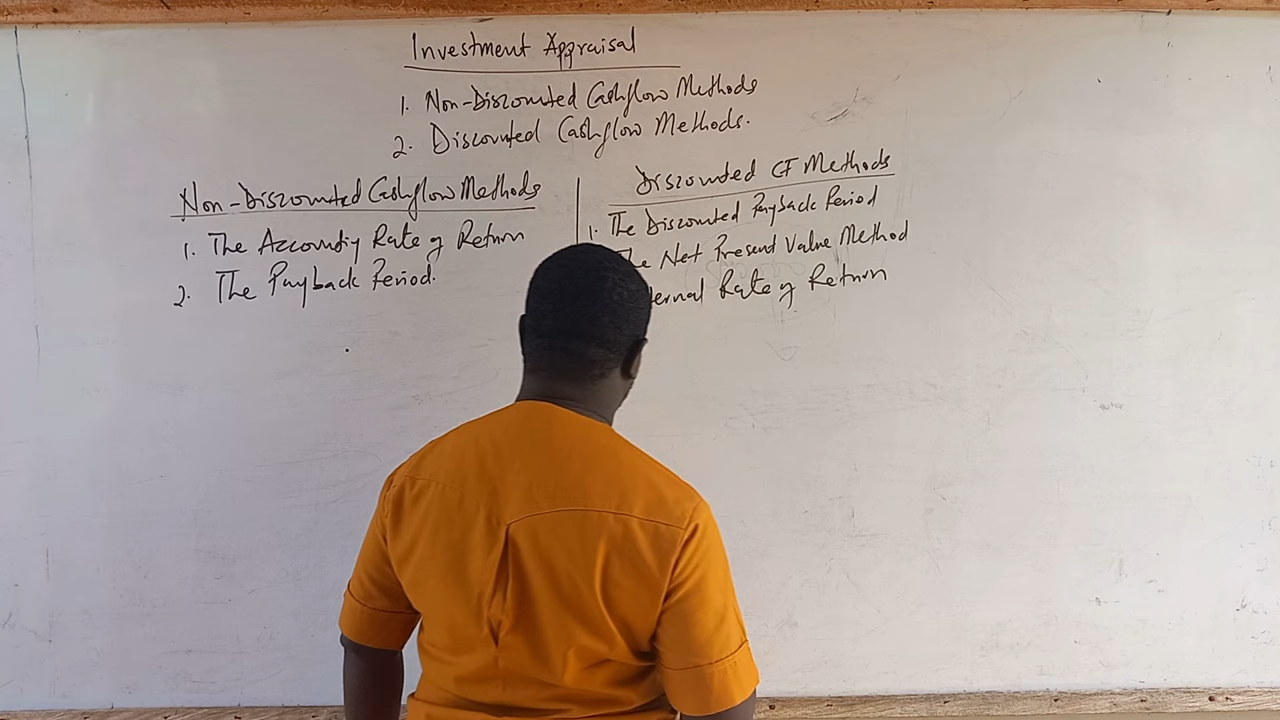 Investment Appraisal
1. Non-Discounted Cashflow Methods
2. Discounted Cashflow Methods.
Non-Discounted Cashflow Methods
1. The Accounting Rate of Return
2. The Payback Period.
Discounted CF Methods
1. The Discounted Payback Period
he Net Present Value Method
ternal Rate of Return